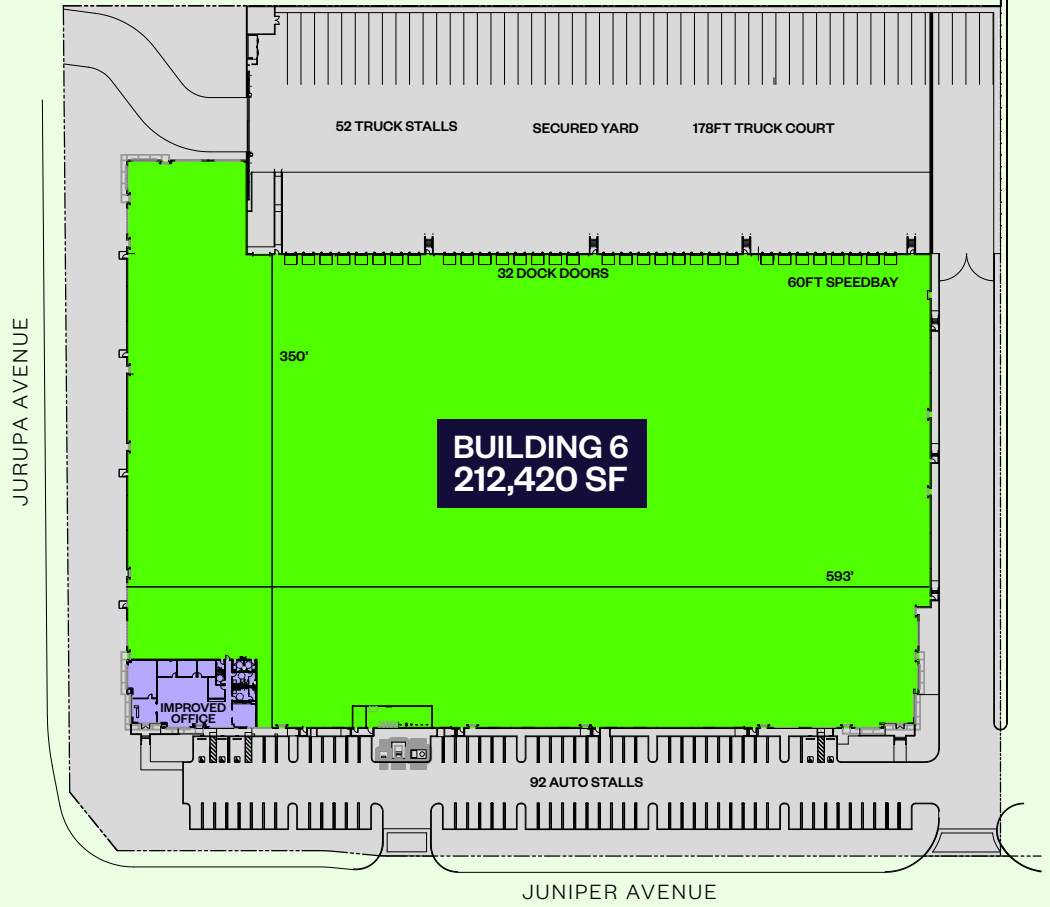 52 TRUCK STALLS
SECURED YARD
178FT TRUCK COURT
32 DOCK DOORS
60FT SPEEDBAY
350'
JURUPA AVENUE
BUILDING 6
212,420 SF
593'
IMPROVED
OFFICE
92 AUTO STALLS
JUNIPER AVENUE